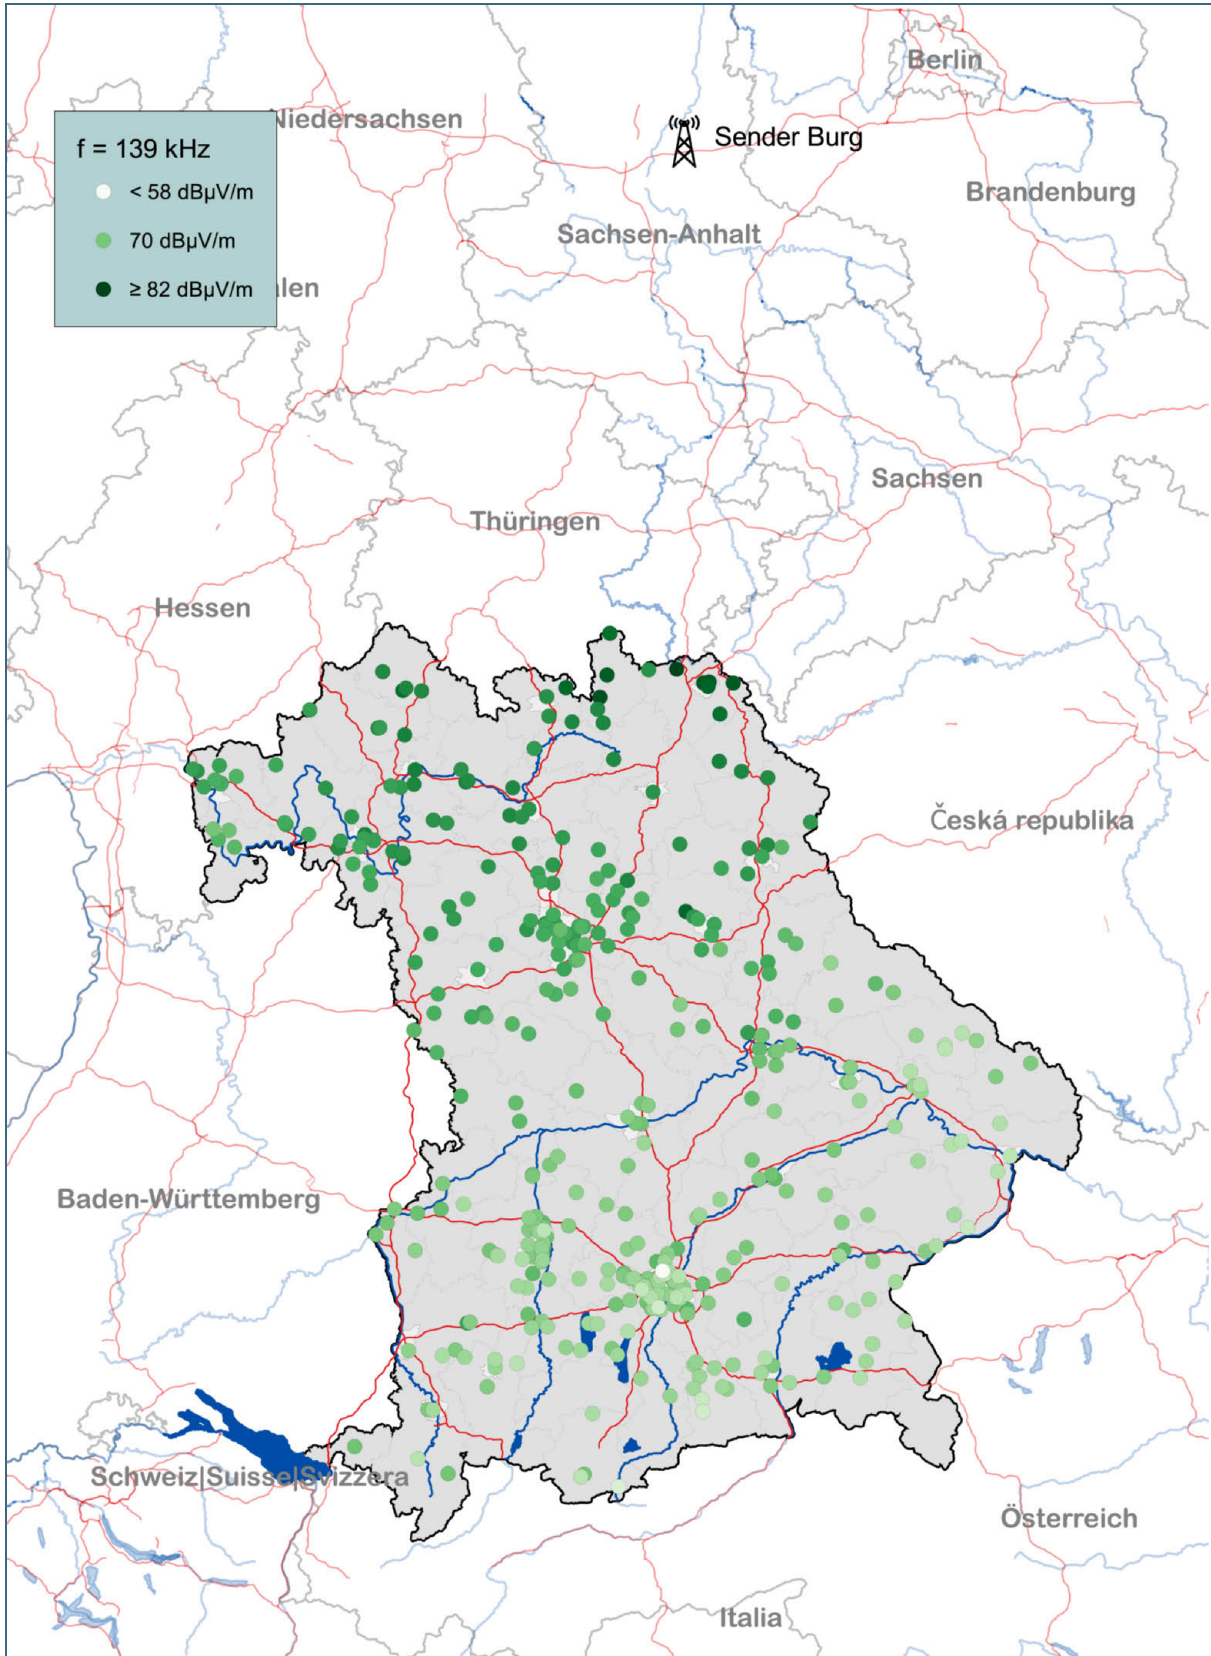 Berlin
Niedersachsen
Sender Burg
f = 139 kHz
< 58 dBµV/m
70 dBµV/m
≥ 82 dBµV/m
Brandenburg
Sachsen-Anhalt
len
Sachsen
Thüringen
Hessen
Česká republika
Baden-Württemberg
Schweiz|Suisse|Svizzera
Österreich
Italia